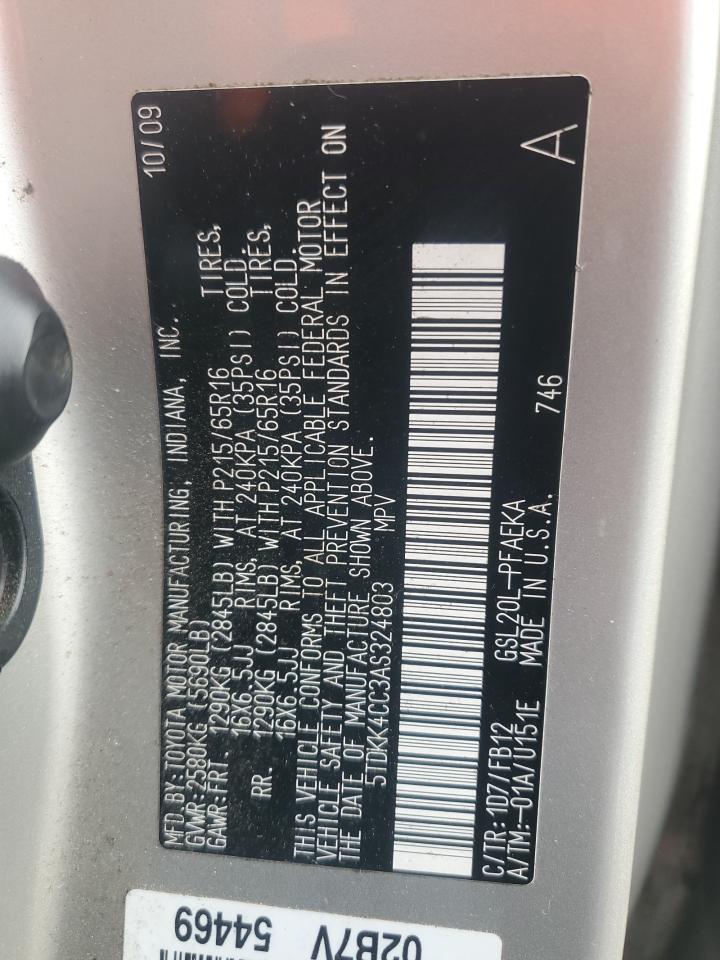 MFD. BY: TOYOTA MOTOR MANUFACTURING, INDIANA, INC. 10/09
GVWR: 2580KG (5690LB)
GAWR: FRT. 1290KG (2845LB) WITH P215/65R16 TIRES,
16X6.5JJ RIMS, AT 240KPA (35PSI) COLD.
RR. 1290KG (2845LB) WITH P215/65R16 TIRES,
16X6.5JJ RIMS, AT 240KPA (35PSI) COLD.
THIS VEHICLE CONFORMS TO ALL APPLICABLE FEDERAL MOTOR
VEHICLE SAFETY AND THEFT PREVENTION STANDARDS IN EFFECT ON
THE DATE OF MANUFACTURE SHOWN ABOVE.
5TDKK4CC3AS324803 MPV
C/TR: 1D7/FB12 GSL20L-PFAEKA 746 A
A/TM: -01A/U151E MADE IN U.S.A.
54469
02B7V